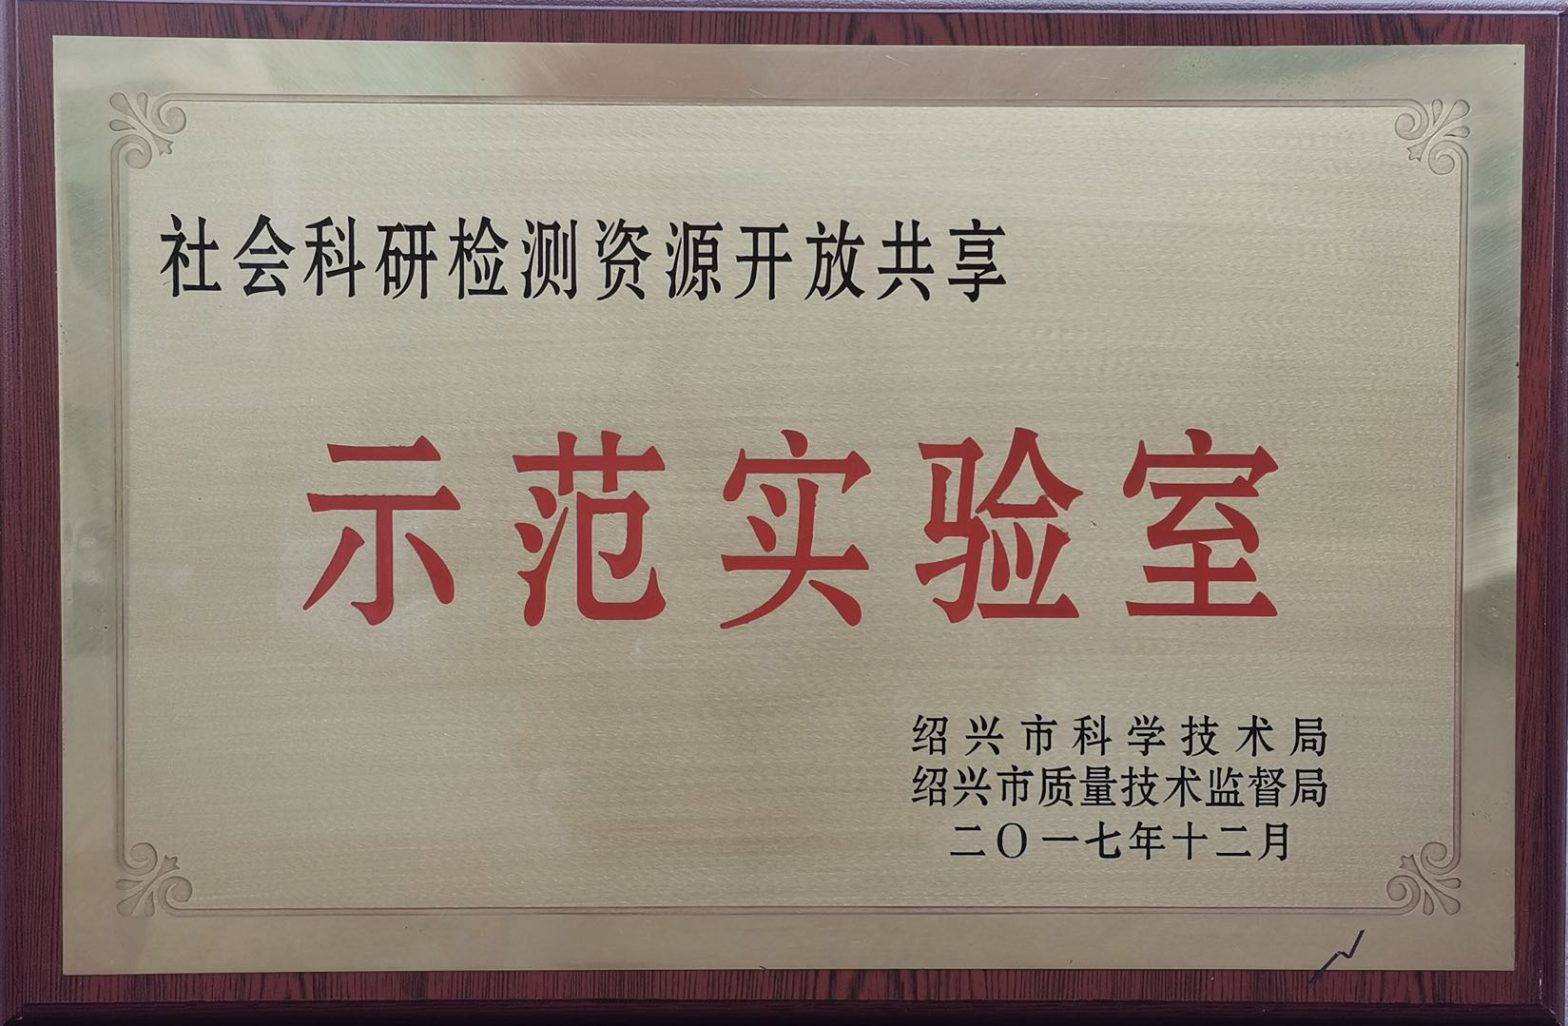 社会科研检测资源开放共享
示范实验室
绍兴市科学技术局
绍兴市质量技术监督局
二〇一七年十二月